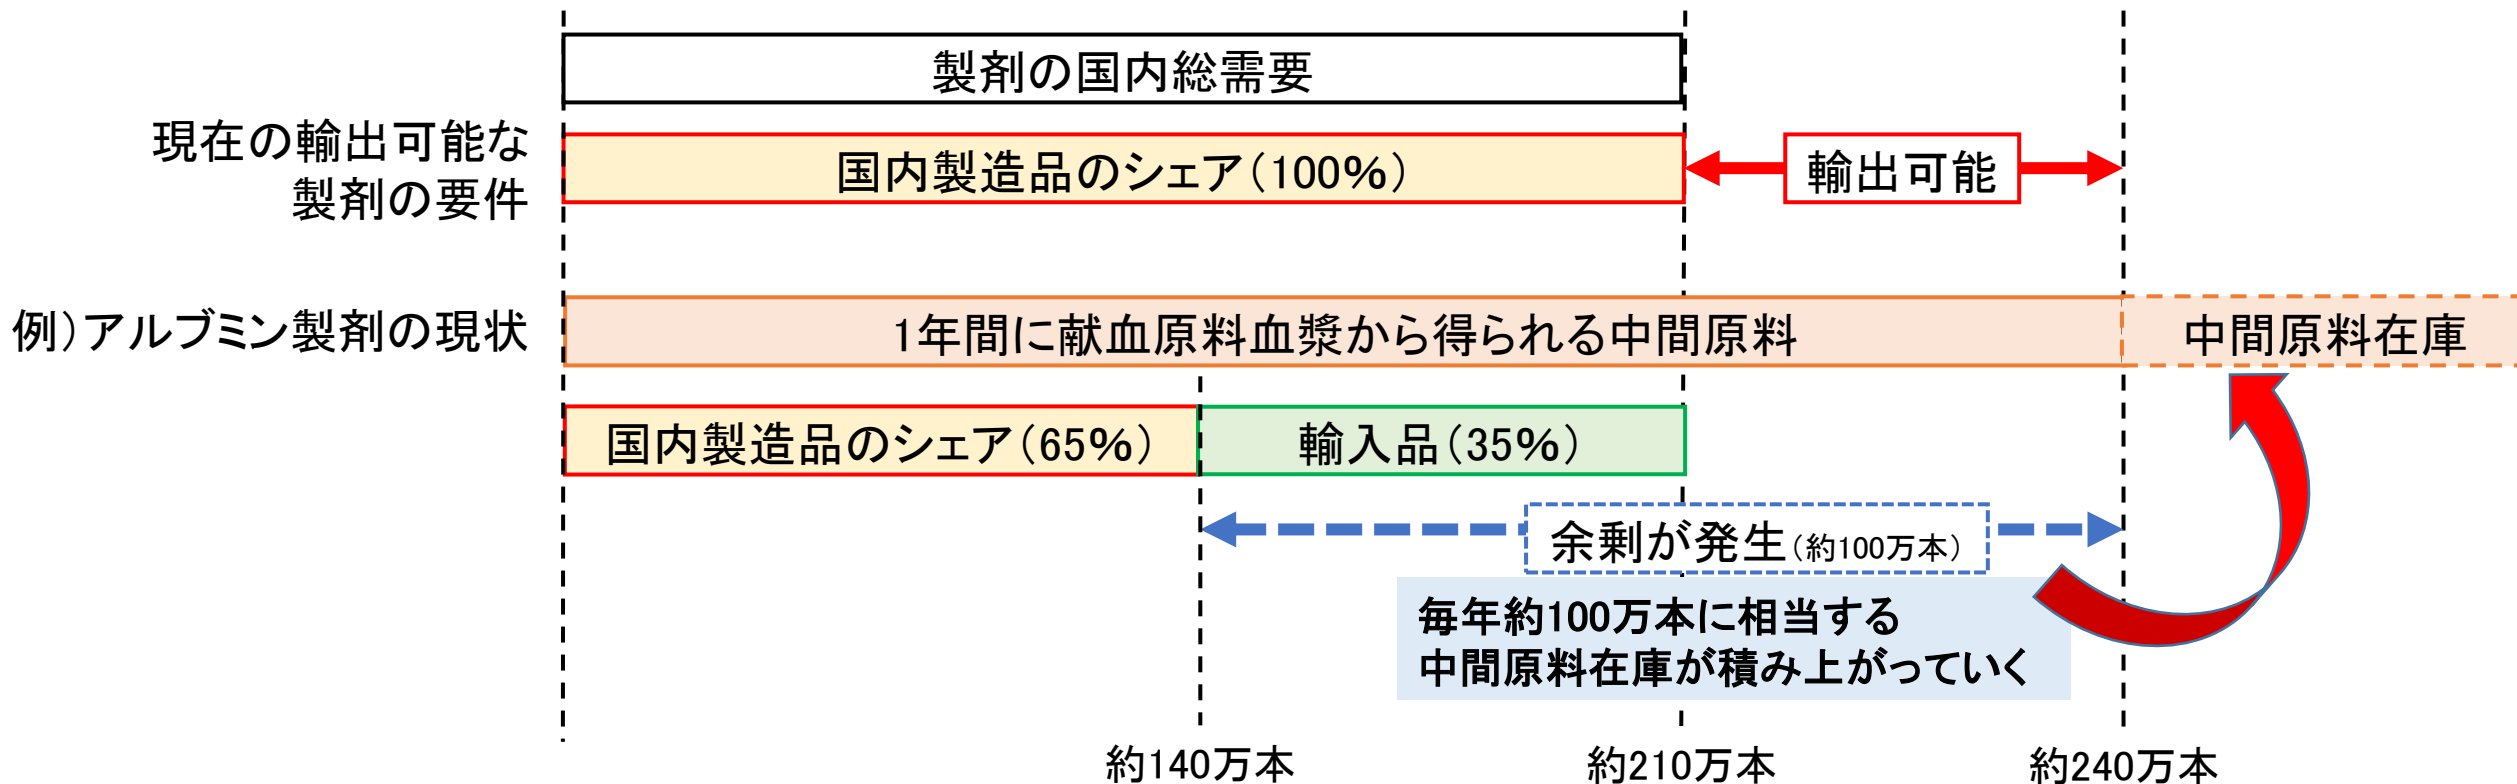 製剤の国内総需要
現在の輸出可能な
製剤の要件
国内製造品のシェア(100%)
輸出可能
例)アルブミン製剤の現状
1年間に献血原料血漿から得られる中間原料
中間原料在庫
国内製造品のシェア(65%)
輸入品(35%)
余剰が発生(約100万本)
毎年約100万本に相当する
中間原料在庫が積み上がっていく
約140万本
約210万本
約240万本